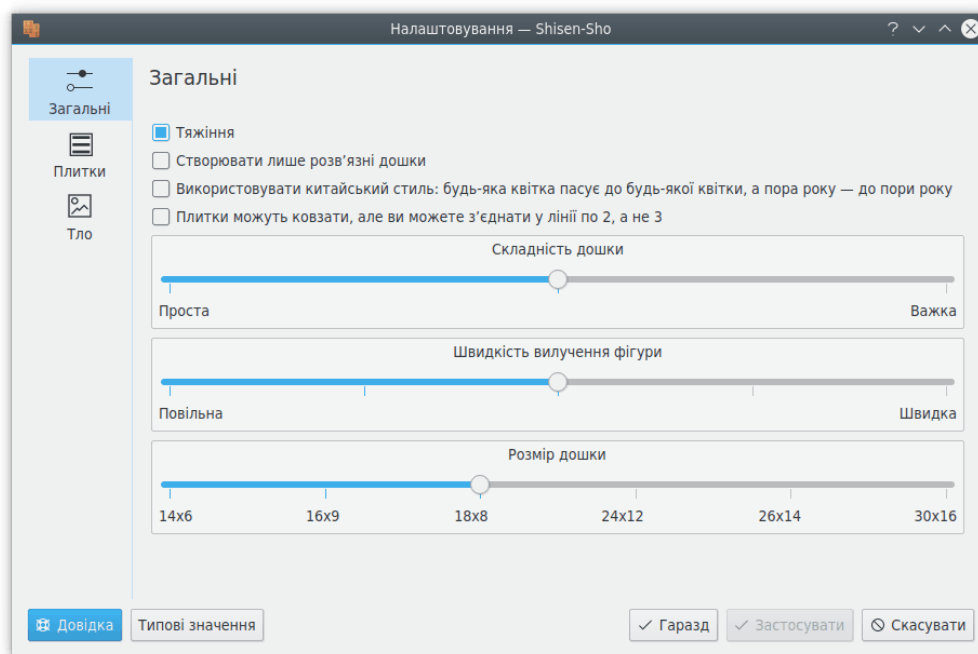 Налаштовування — Shisen-Sho
Загальні
Загальні
Плитки
Тло
Тяжіння
Створювати лише розв’язні дошки
Використовувати китайський стиль: будь-яка квітка пасує до будь-якої квітки, а пора року — до пори року
Плитки можуть ковзати, але ви можете з’єднати у лінії по 2, а не 3
Складність дошки
Проста Важка
Швидкість вилучення фігури
Повільна Швидка
Розмір дошки
14x6 16x9 18x8 24x12 26x14 30x16
Довідка Типові значення Гаразд Застосувати Скасувати